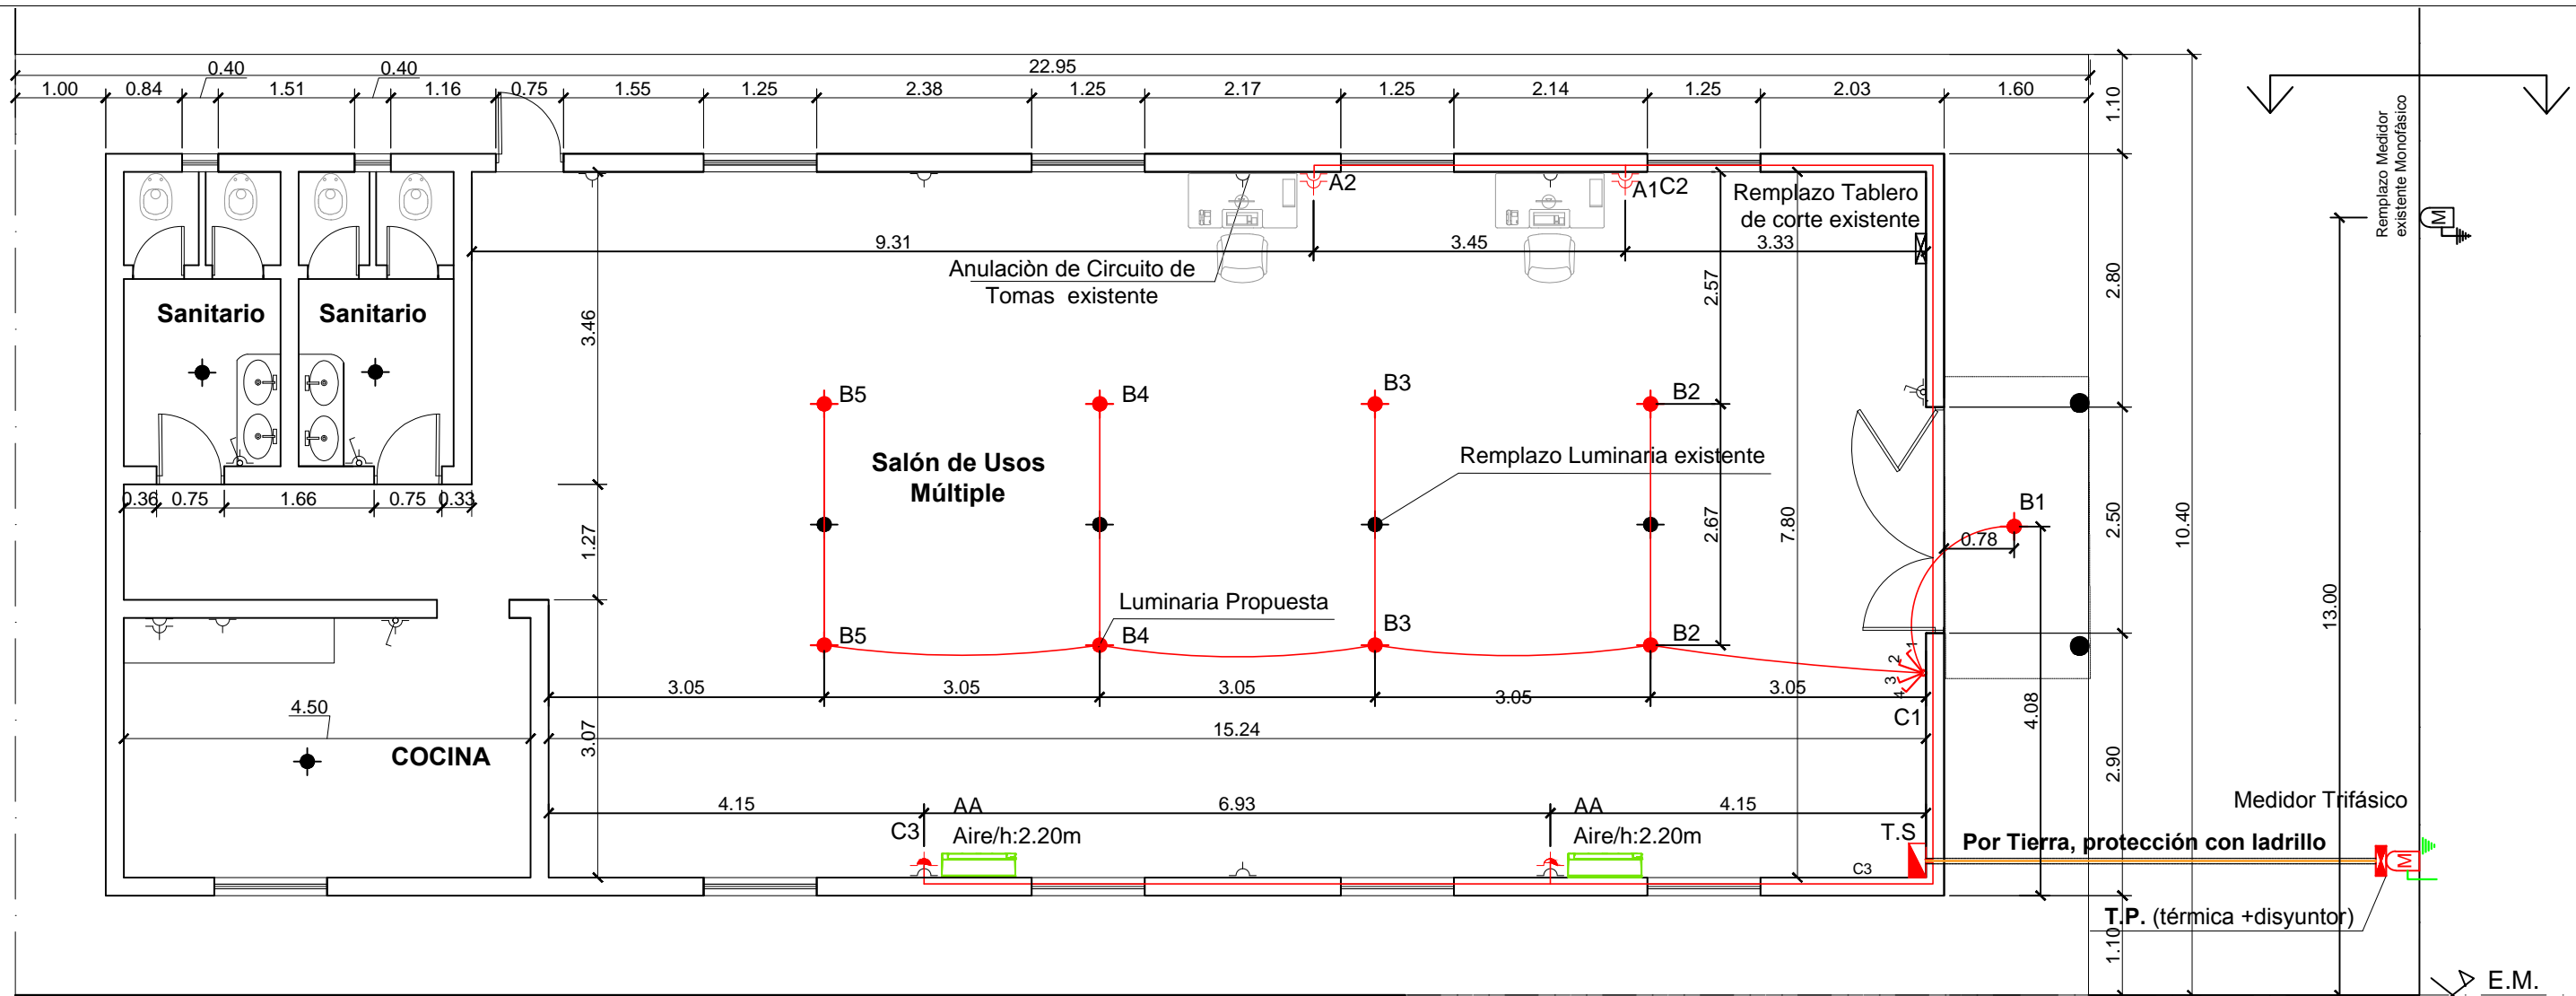 22.95
0.40
0.40
1.00
0.84
1.51
1.16
0.75
1.55
1.25
2.38
1.25
2.17
1.25
2.14
1.25
2.03
1.60
1.10
Remplazo Medidor
existente Monofàsico
M
A2
A1
C2
Remplazo Tablero
de corte existente
9.31
3.45
3.33
Anulaciòn de Circuito de
Tomas existente
2.57
2.80
Sanitario
Sanitario
3.46
B5
B4
B3
B2
Salón de Usos
Múltiple
Remplazo Luminaria existente
0.36
0.75
1.66
0.75
0.33
1.27
2.67
7.80
B1
0.78
2.50
10.40
13.00
Luminaria Propuesta
B5
B4
B3
B2
1
2
3
4
3.05
3.05
3.05
3.05
3.05
C1
4.08
4.50
3.07
15.24
COCINA
2.90
4.15
AA
6.93
AA
4.15
Medidor Trifásico
C3
Aire/h:2.20m
Aire/h:2.20m
T.S
Por Tierra, protección con ladrillo
C3
M
T.P. (térmica +disyuntor)
1.10
E.M.